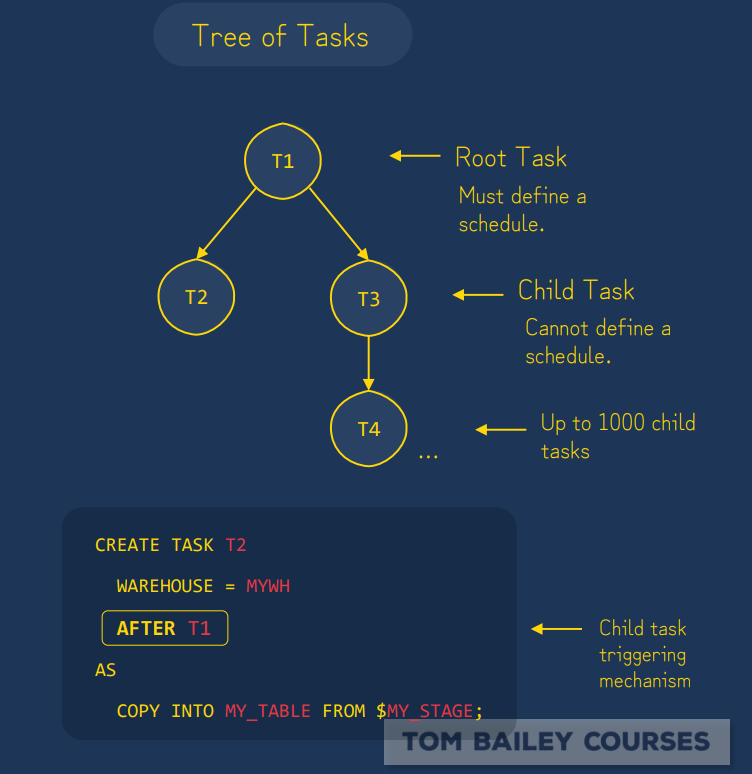 Tree of Tasks
T1
Root Task
Must define a
schedule.
T2
T3
Child Task
Cannot define a
schedule.
T4
...
Up to 1000 child
tasks
CREATE TASK T2
WAREHOUSE = MYWH
AFTER T1
AS
COPY INTO MY_TABLE FROM $MY_STAGE;
Child task
triggering
mechanism
TOM BAILEY COURSES